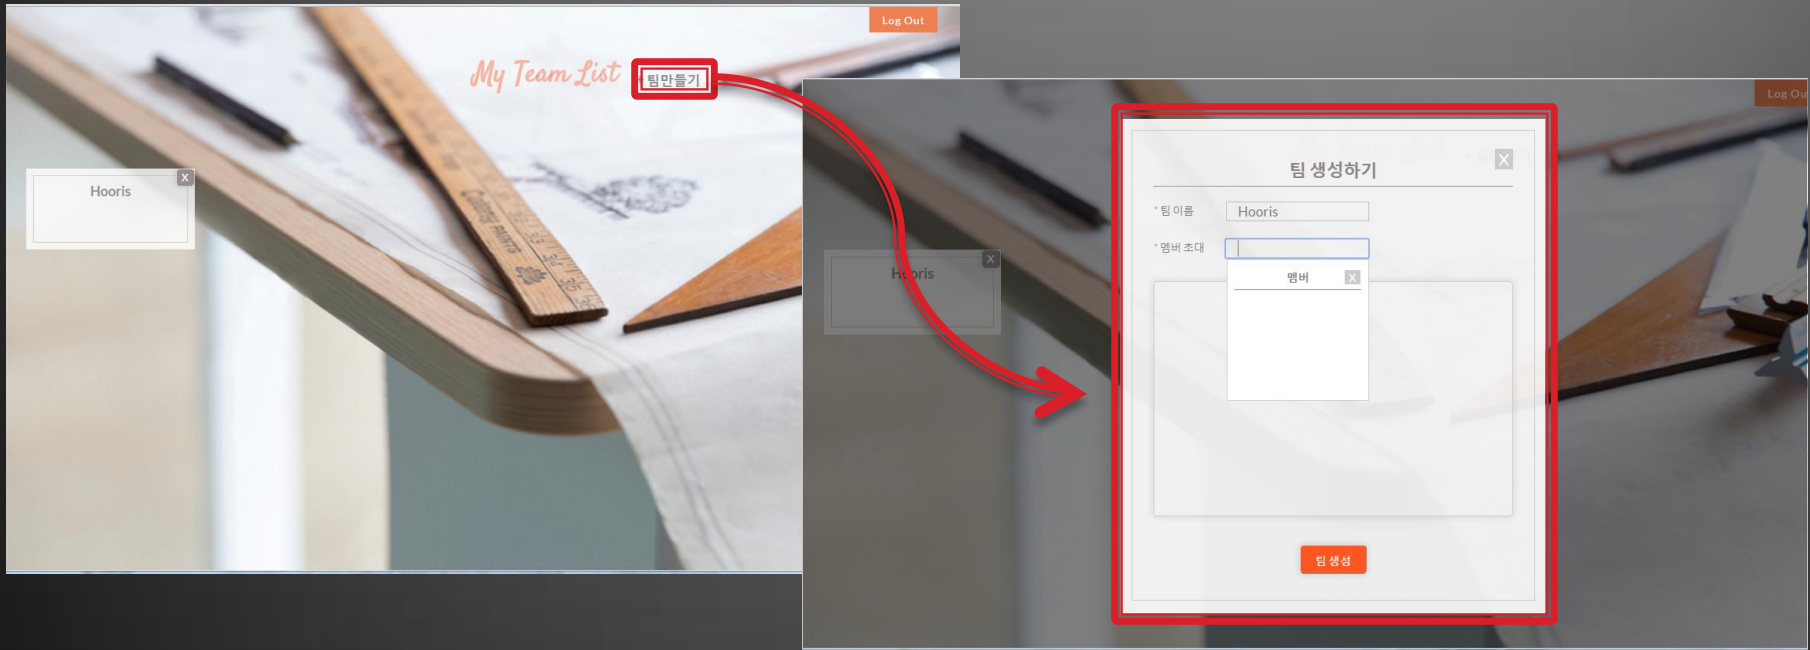 Log Out
My Team List
팀만들기
X
Hooris
Log Ou
X
Hooris
팀 생성하기
X
* 팀 이름
Hooris
* 멤버 초대
멤버
X
팀 생성